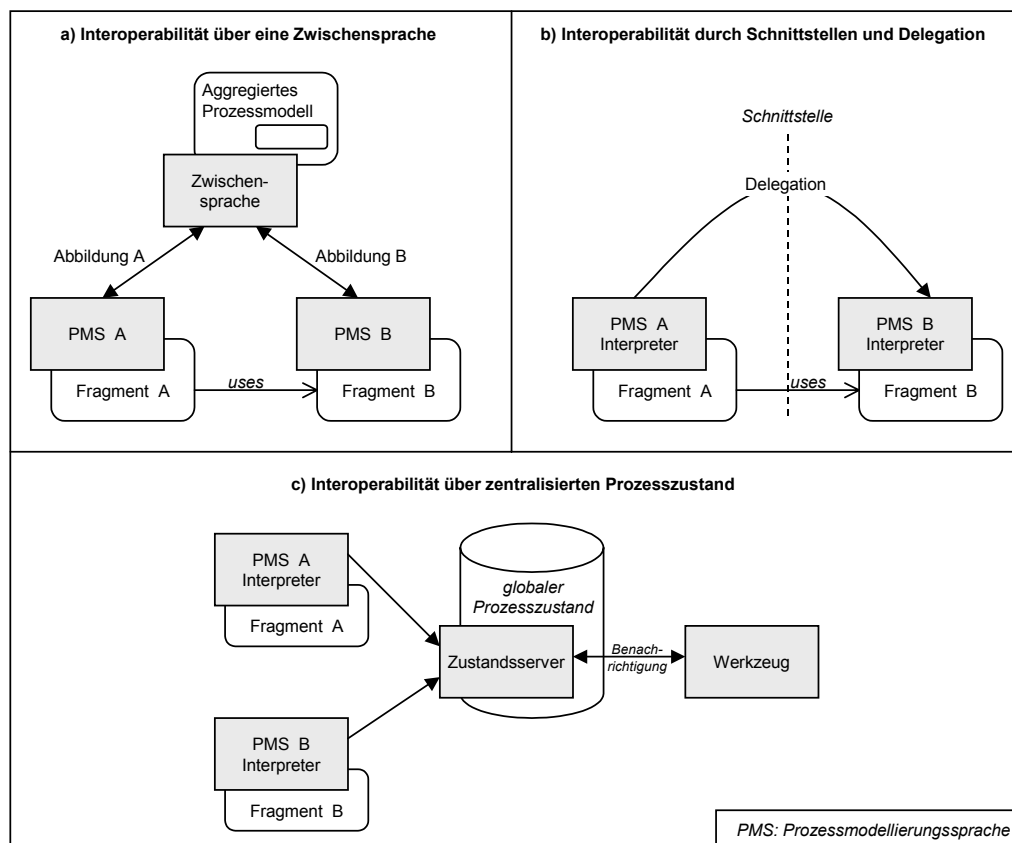 a) Interoperabilität über eine Zwischensprache
Aggregiertes
Prozessmodell
Zwischen-
sprache
Abbildung A
Abbildung B
PMS A
PMS B
Fragment A
uses
Fragment B
b) Interoperabilität durch Schnittstellen und Delegation
Schnittstelle
Delegation
PMS A
Interpreter
PMS B
Interpreter
Fragment A
uses
Fragment B
c) Interoperabilität über zentralisierten Prozesszustand
PMS A
Interpreter
Fragment A
globaler
Prozesszustand
Zustandsserver
Benach-
richtigung
Werkzeug
PMS B
Interpreter
Fragment B
PMS: Prozessmodellierungssprache